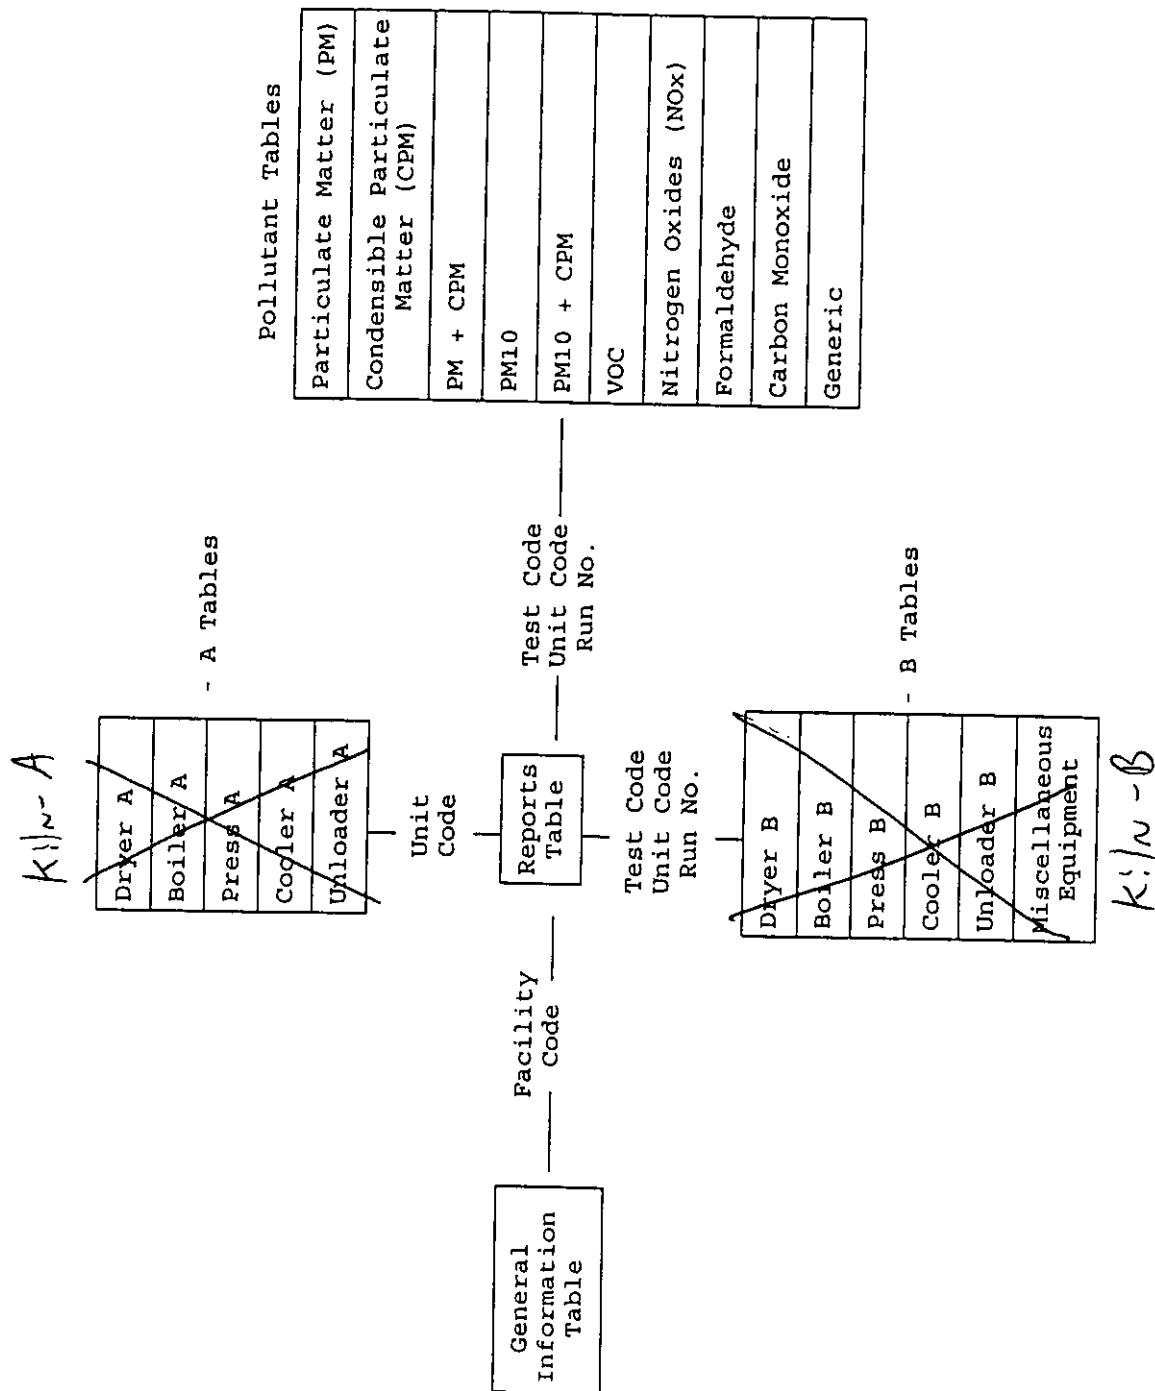 Pollutant Tables
Particulate Matter (PM)
Condensible Particulate
Matter (CPM)
PM + CPM
PM10
PM10 + CPM
VOC
Nitrogen Oxides (NOx)
Formaldehyde
Carbon Monoxide
Generic
Kiln-A
Dryer A
Boiler A
Press A
Cooler A
Unloader A
- A Tables
Unit
Code
General
Information
Table
Facility
Code
Reports
Table
Test Code
Unit Code
Run No.
Test Code
Unit Code
Run No.
Dryer B
Boiler B
Press B
Cooler B
Unloader B
Miscellaneous
Equipment
- B Tables
Kiln-B